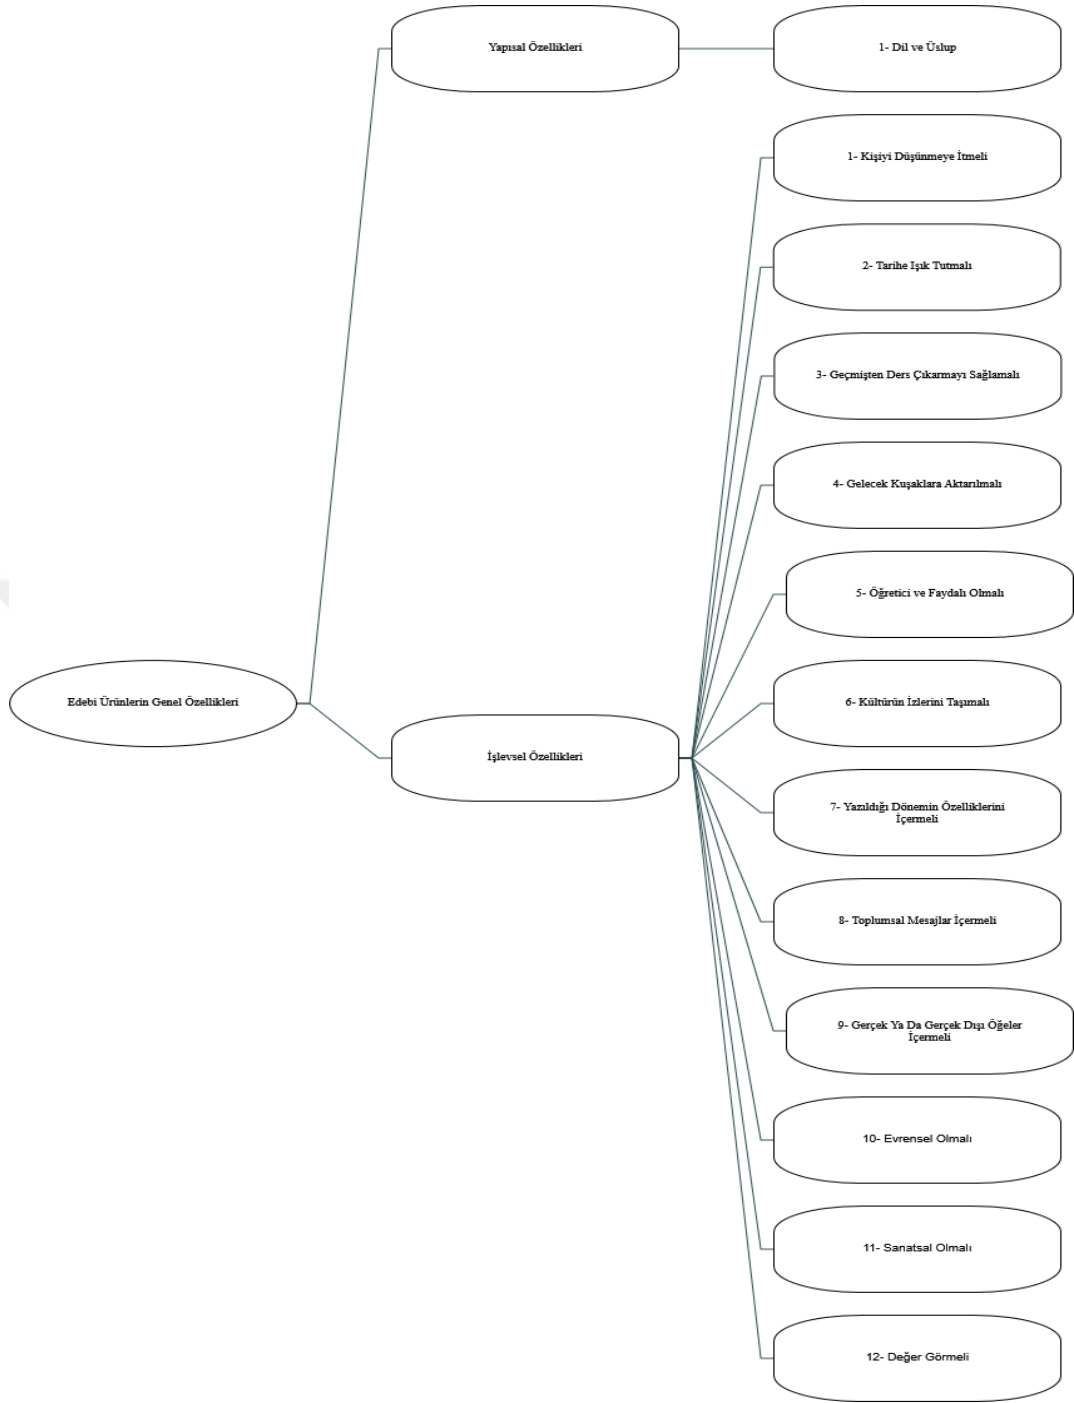 Yapısal Özellikleri
1- Dil ve Üslup
1- Kişiyi Düşünmeye İtmeli
2- Tarihe Işık Tutmalı
3- Geçmişten Ders Çıkarmayı Sağlamalı
4- Gelecek Kuşaklara Aktarılmalı
5- Öğretici ve Faydalı Olmalı
Edebi Ürünlerin Genel Özellikleri
6- Kültürün İzlerini Taşımalı
İşlevsel Özellikleri
7- Yazıldığı Dönemin Özelliklerini
İçermeli
8- Toplumsal Mesajlar İçermeli
9- Gerçek Ya Da Gerçek Dışı Öğeler
İçermeli
10- Evrensel Olmalı
11- Sanatsal Olmalı
12- Değer Görmeli